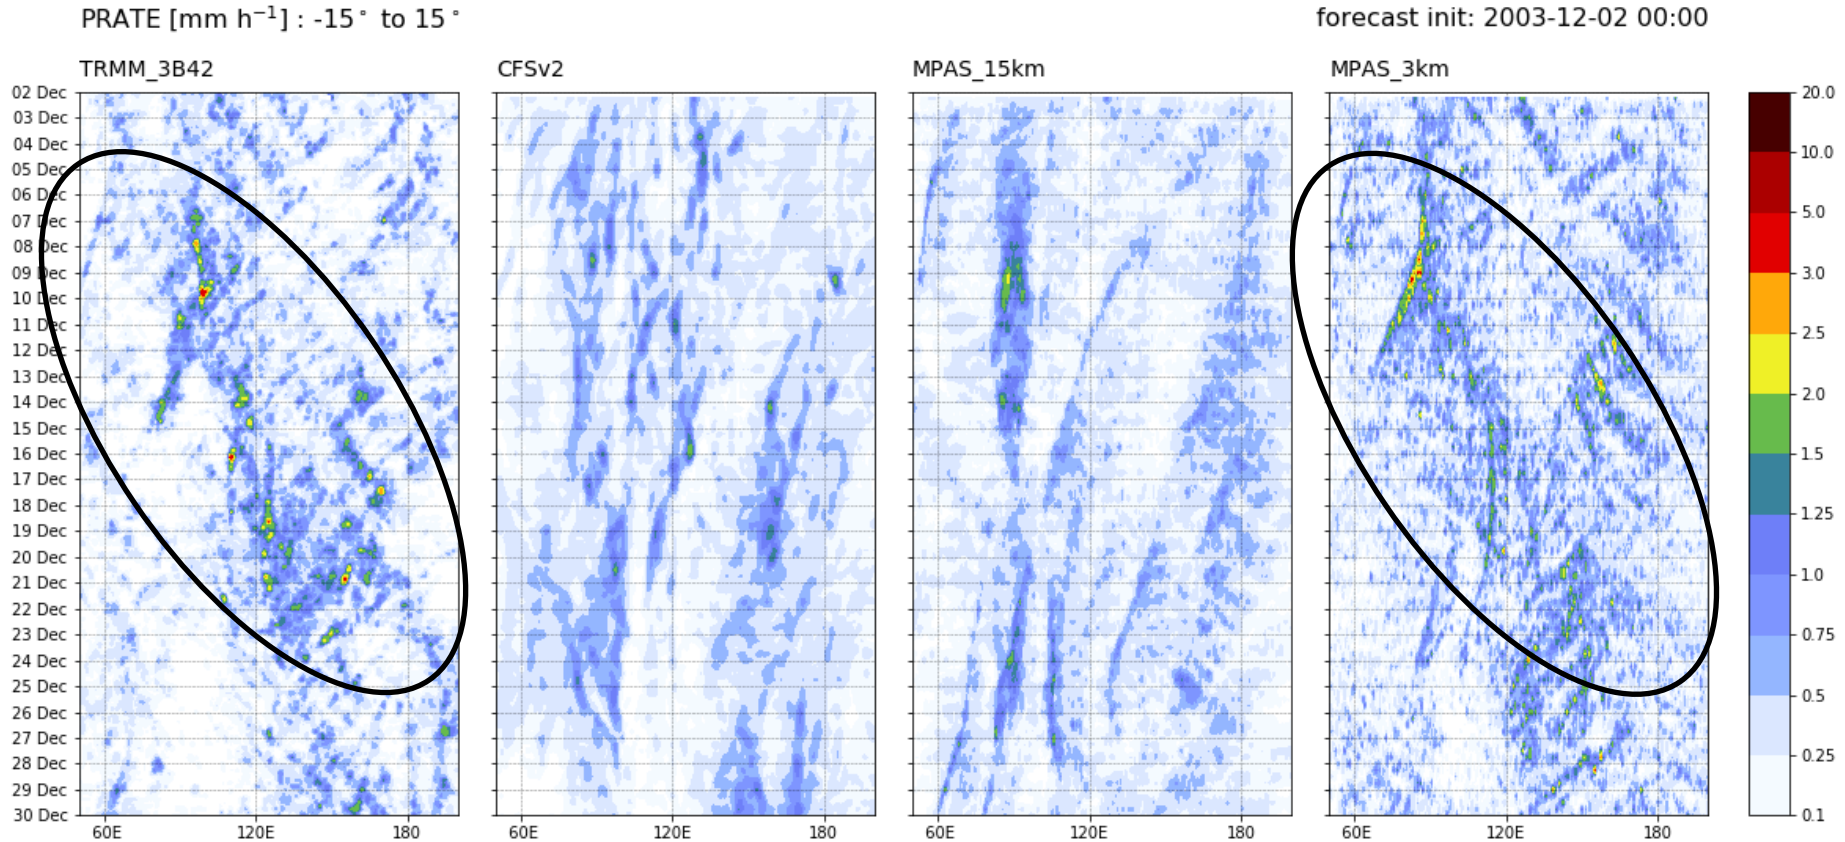 PRATE [mm h⁻¹] : -15° to 15°
forecast init: 2003-12-02 00:00
TRMM_3B42
CFSv2
MPAS_15km
MPAS_3km
02 Dec
03 Dec
04 Dec
05 Dec
06 Dec
07 Dec
08 Dec
09 Dec
10 Dec
11 Dec
12 Dec
13 Dec
14 Dec
15 Dec
16 Dec
17 Dec
18 Dec
19 Dec
20 Dec
21 Dec
22 Dec
23 Dec
24 Dec
25 Dec
26 Dec
27 Dec
28 Dec
29 Dec
30 Dec
60E 120E 180
60E 120E 180
60E 120E 180
60E 120E 180
20.0
10.0
5.0
3.0
2.5
2.0
1.5
1.25
1.0
0.75
0.5
0.25
0.1